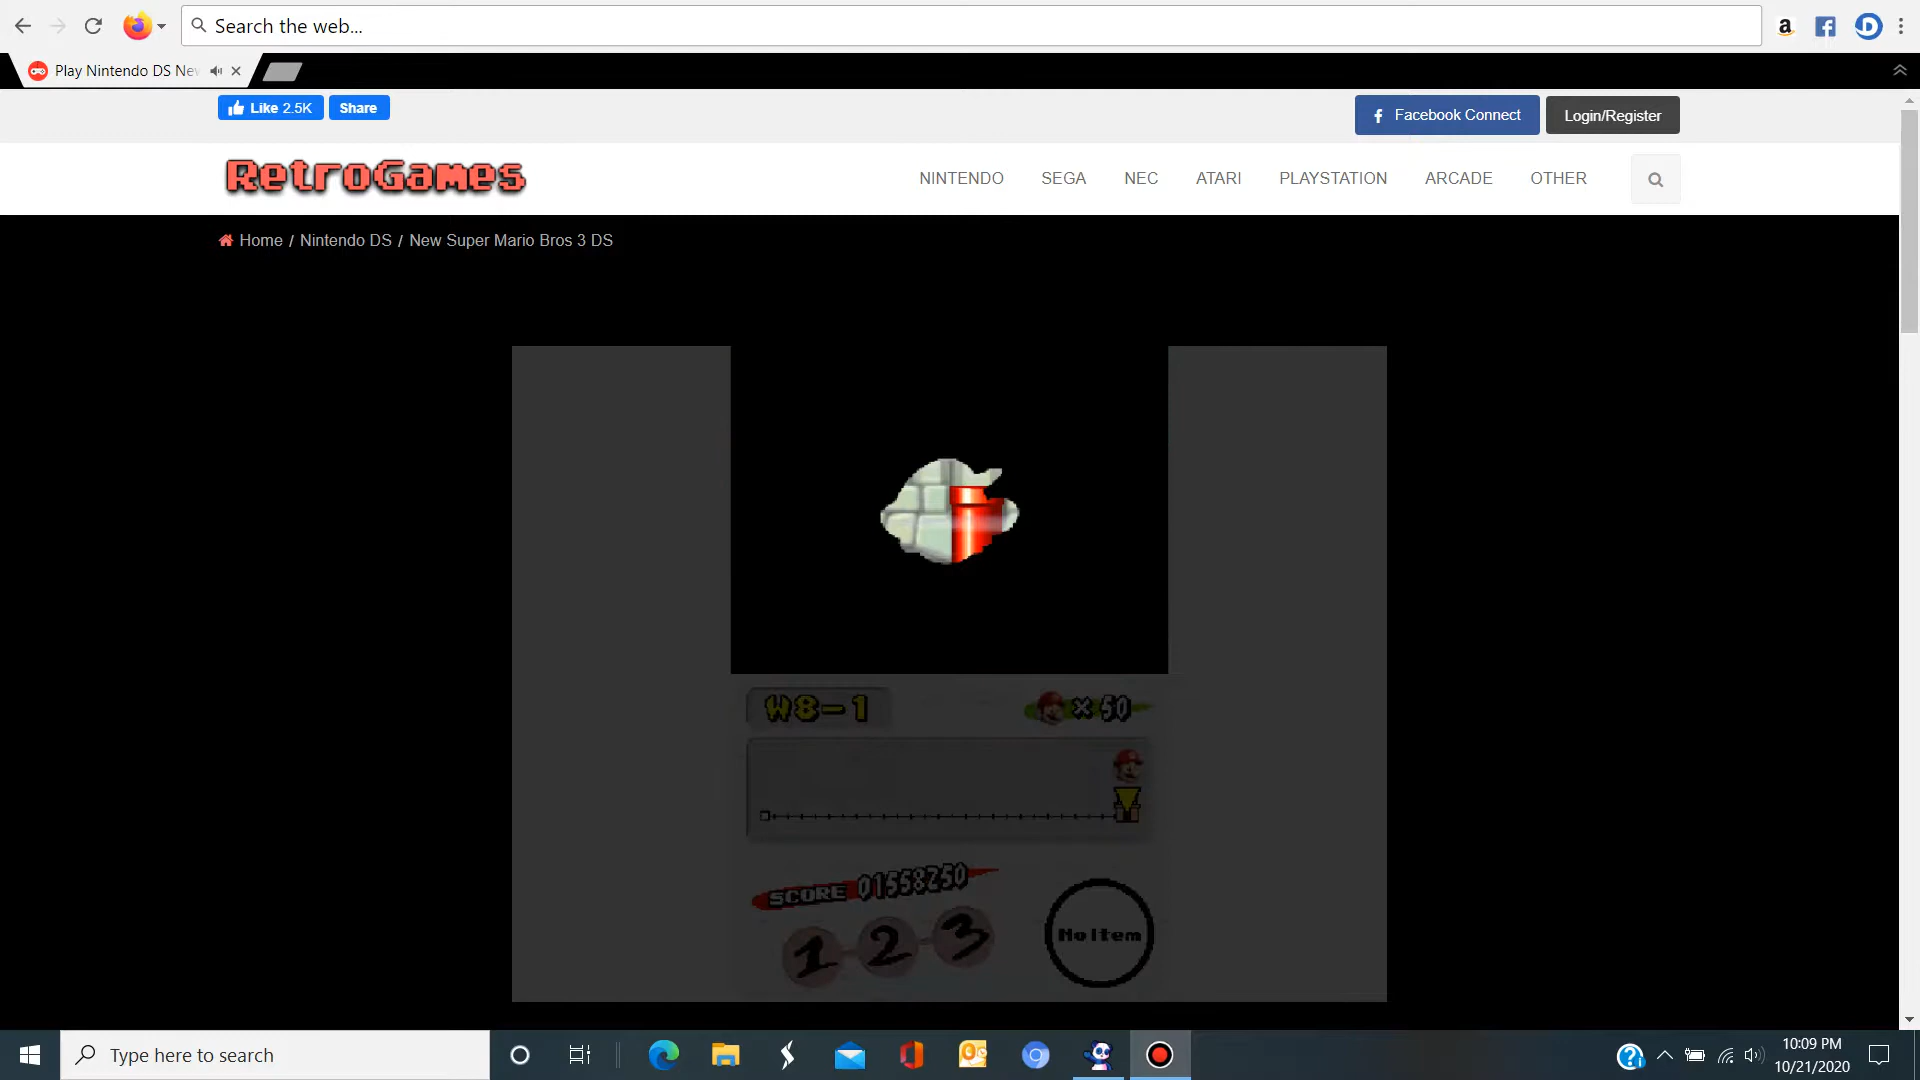 Search the web...
Play Nintendo DS Nev
Like 2.5K
Share
Facebook Connect
Login/Register
RetroGames
NINTENDO
SEGA
NEC
ATARI
PLAYSTATION
ARCADE
OTHER
Home / Nintendo DS / New Super Mario Bros 3 DS
W8-1
×50
SCORE 01558250
1-2-3
No Item
Type here to search
10:09 PM
10/21/2020